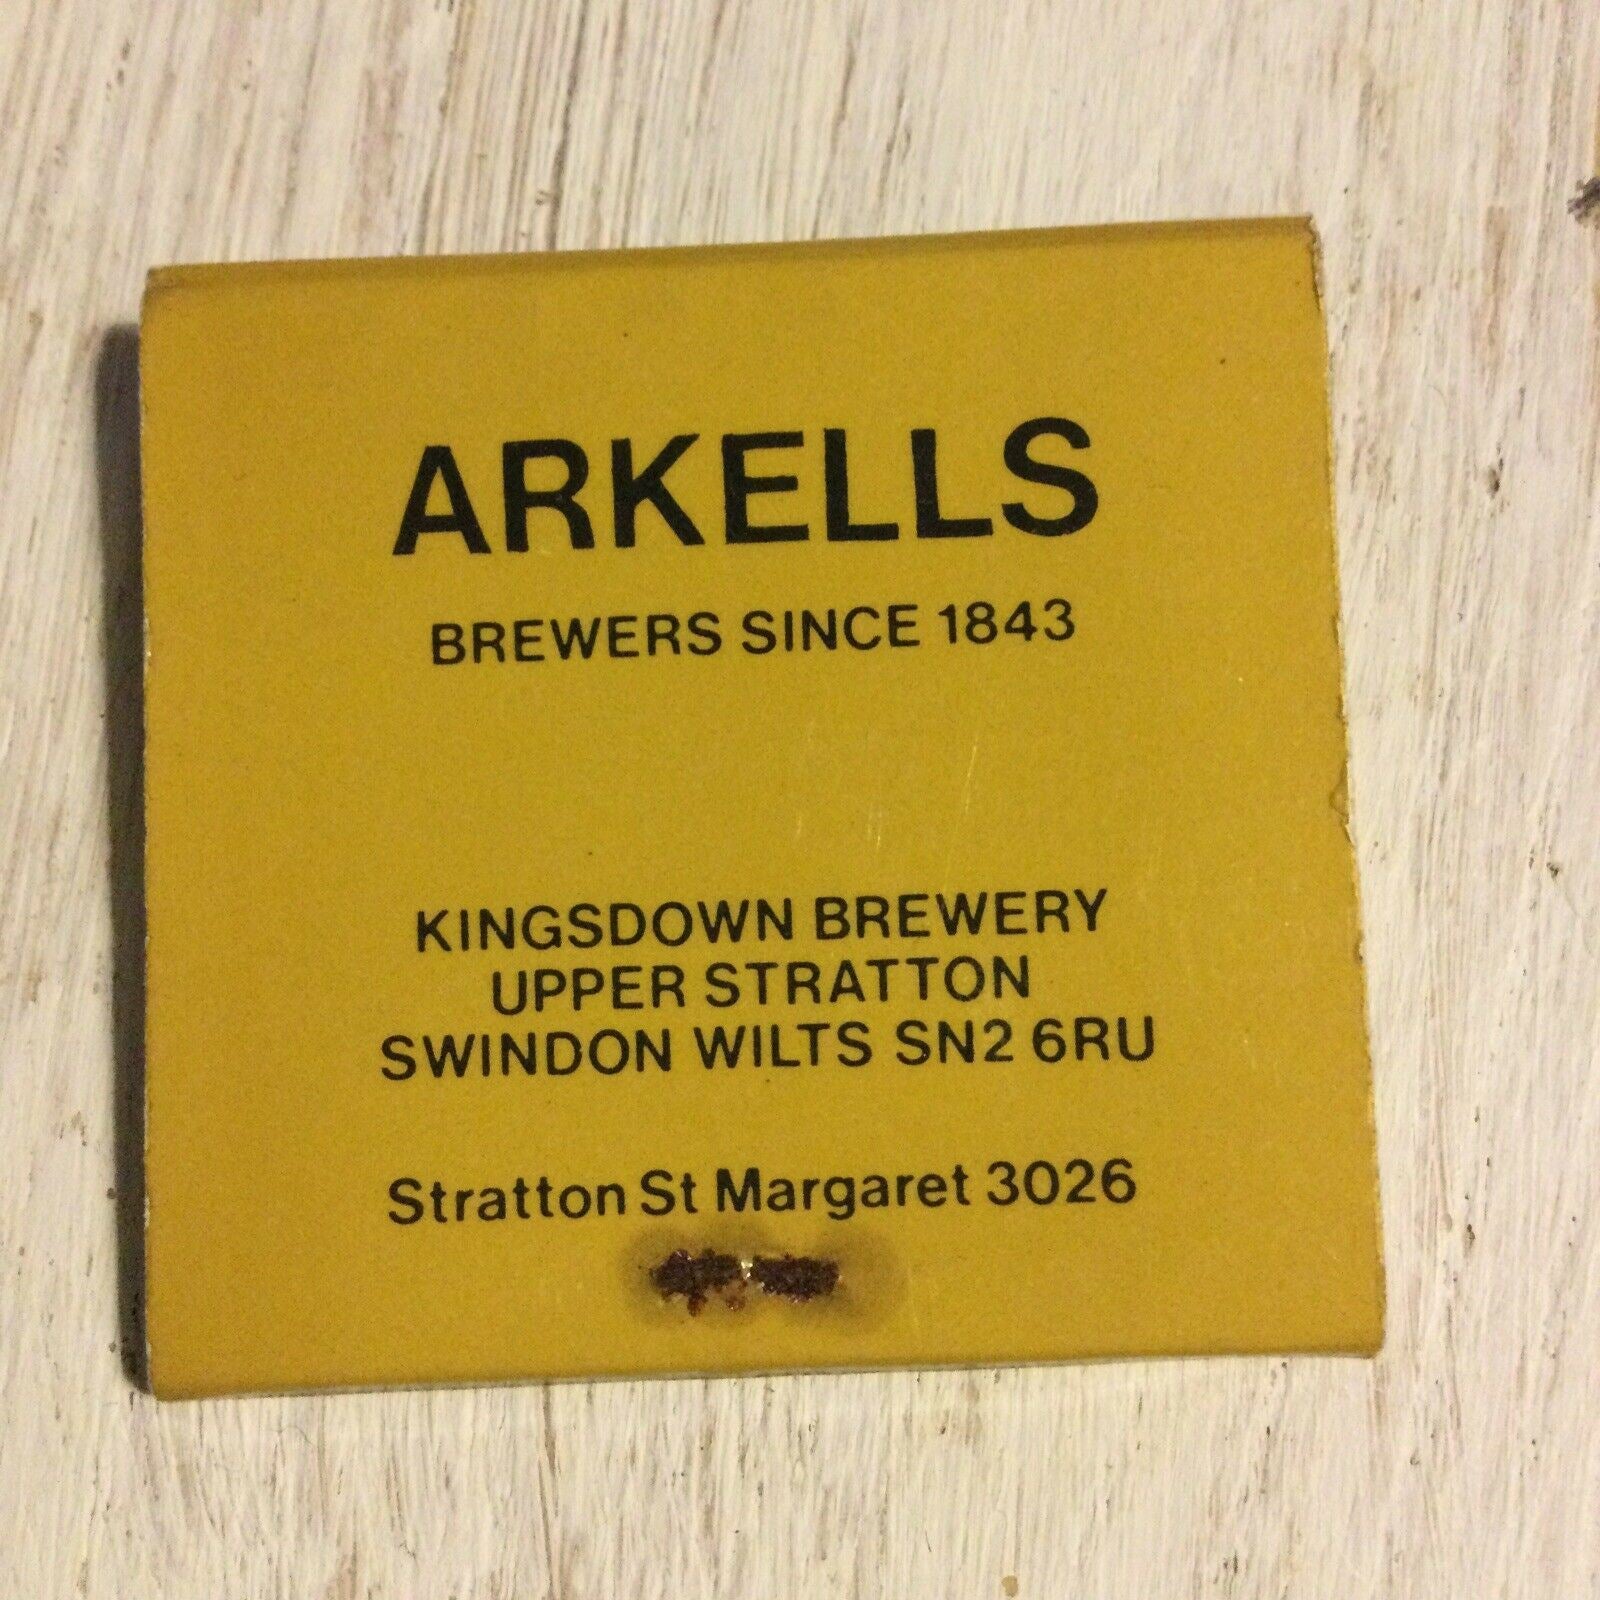 ARKELLS
BREWERS SINCE 1843
KINGSDOWN BREWERY
UPPER STRATTON
SWINDON WILTS SN2 6RU
Stratton St Margaret 3026